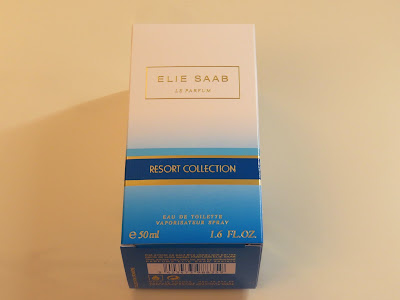 ELIE SAAB
LE PARFUM
RESORT COLLECTION
EAU DE TOILETTE
VAPORISATEUR SPRAY
e 50 ml 1.6 FL.OZ.